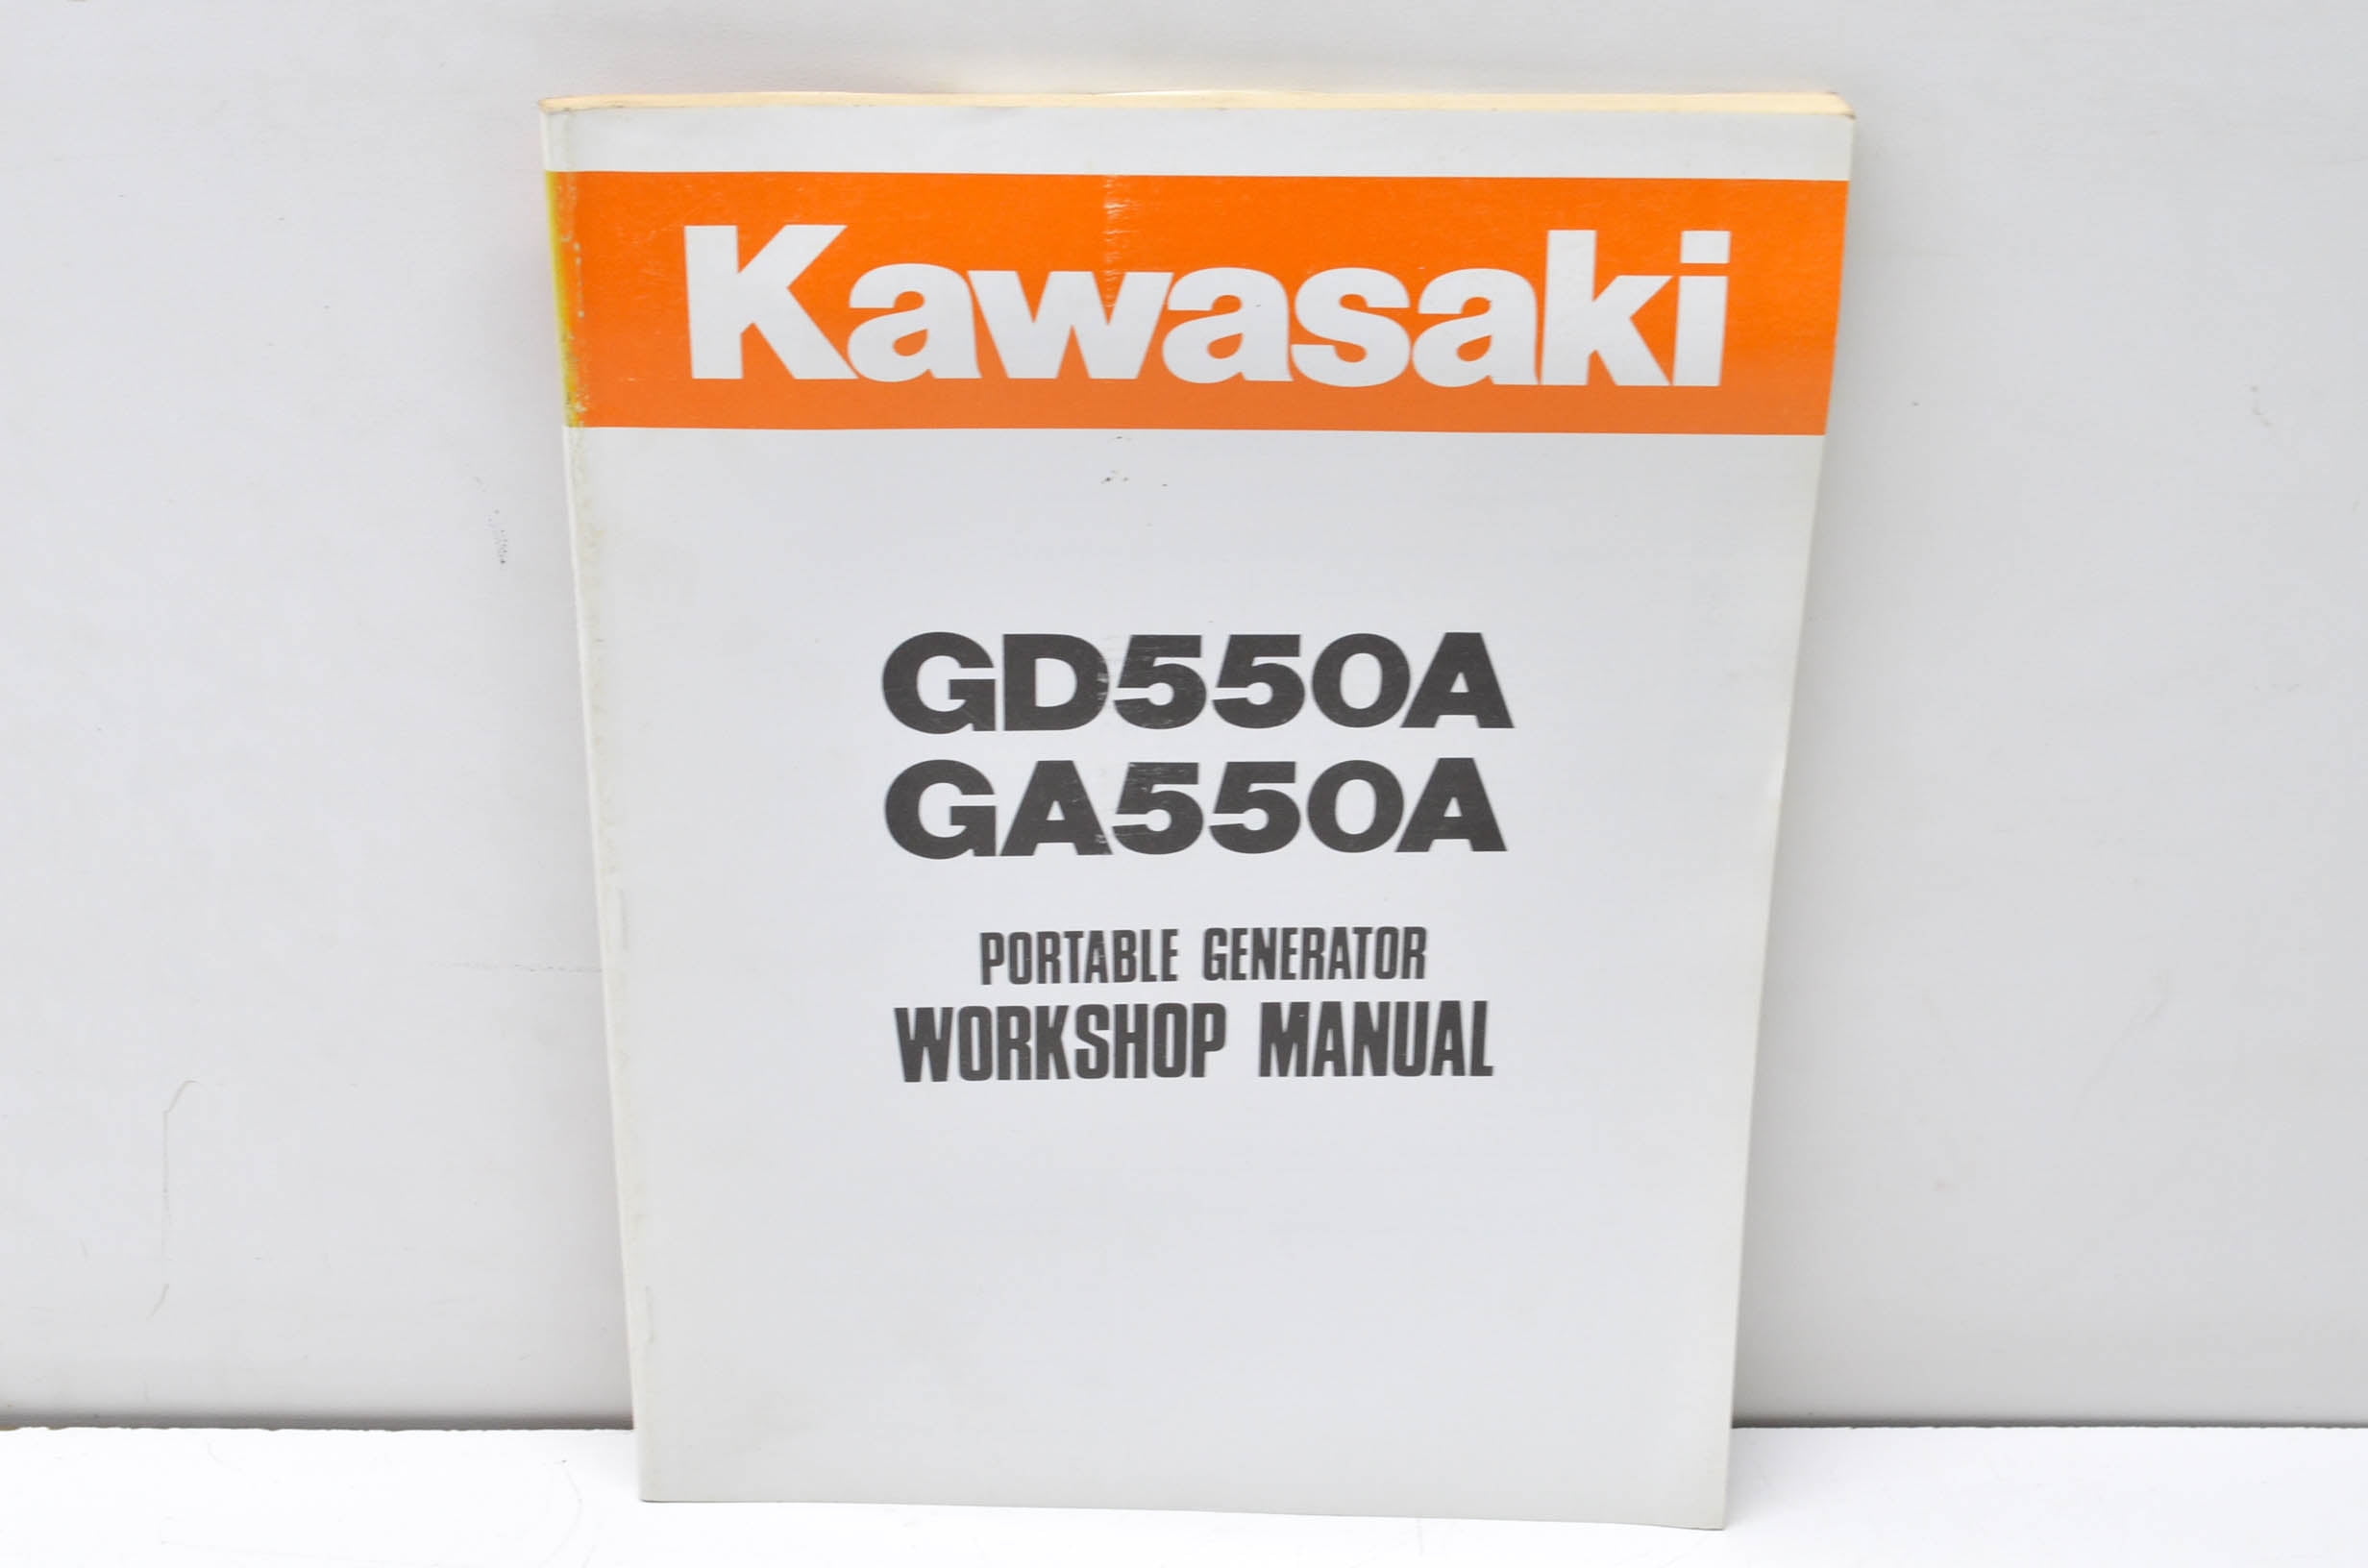 Kawasaki
GD550A
GA550A
PORTABLE GENERATOR
WORKSHOP MANUAL